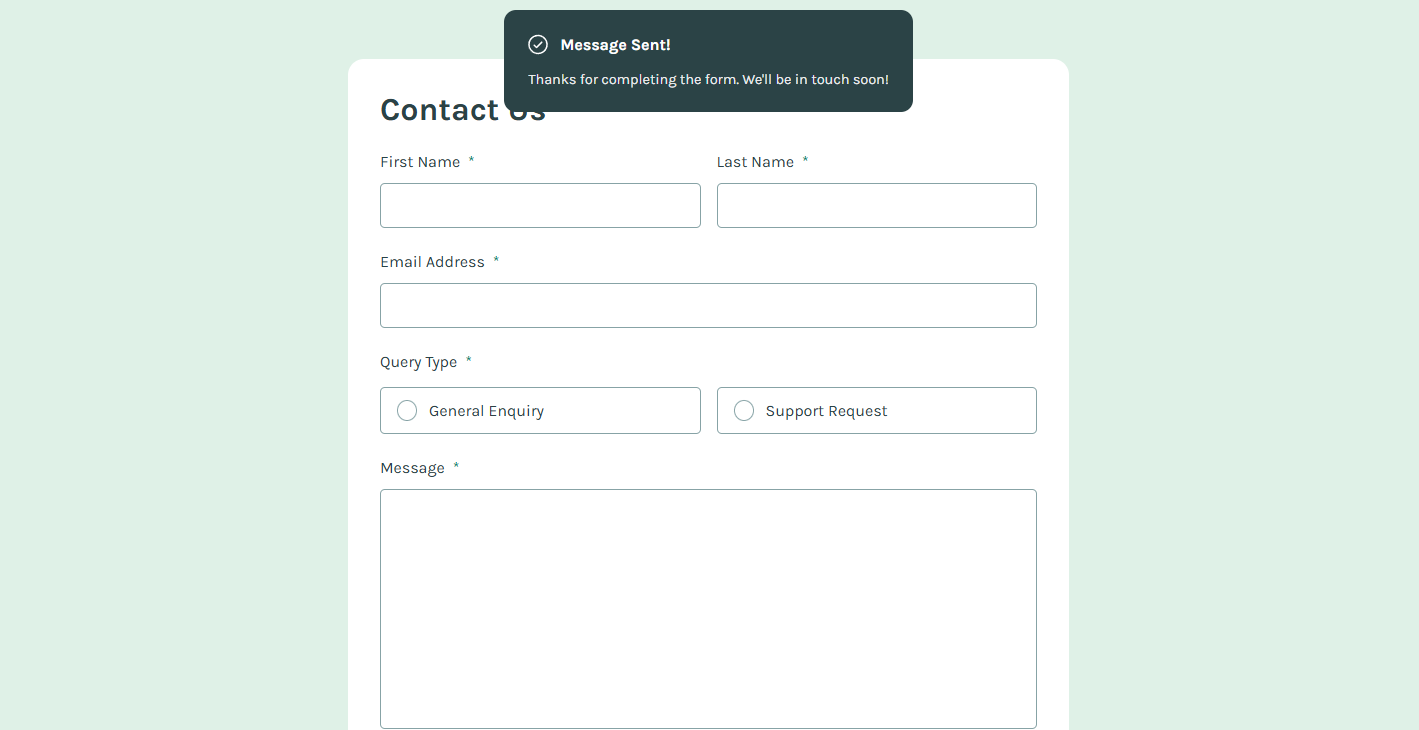 Message Sent!
Thanks for completing the form. We'll be in touch soon!
Contact Us
First Name *
Last Name *
Email Address *
Query Type *
General Enquiry
Support Request
Message *